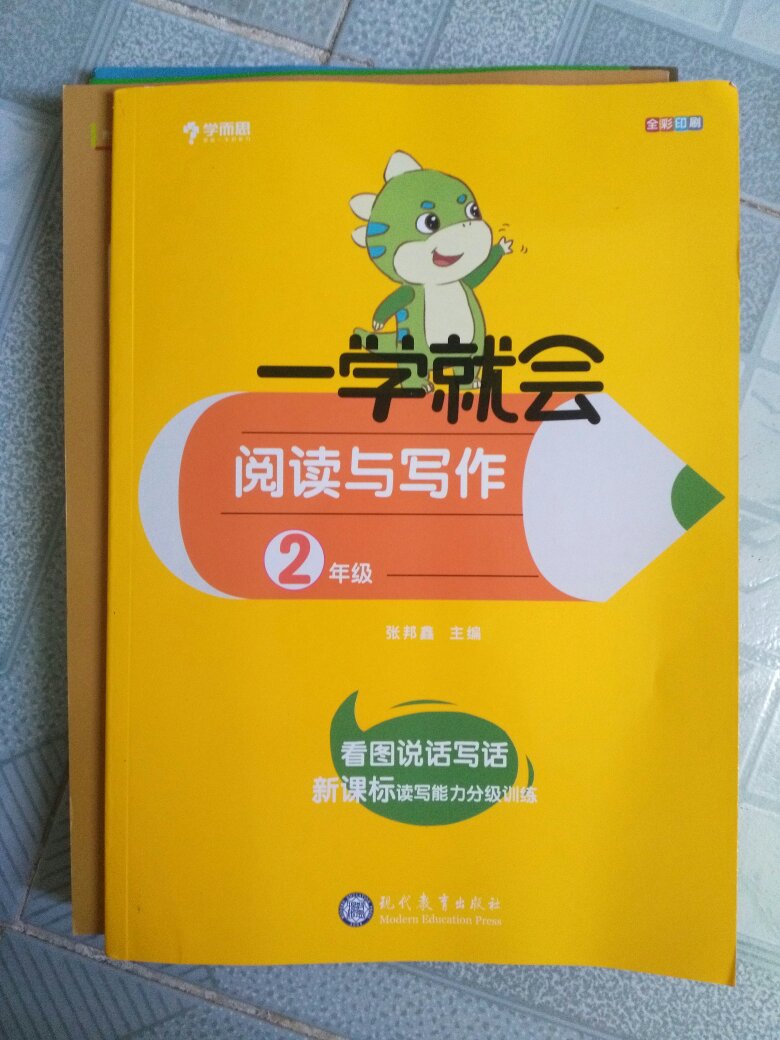 学而思
全彩印刷
一学就会
阅读与写作
2年级
张邦鑫 主编
看图说话写话
新课标读写能力分级训练
现代教育出版社
Modern Education Press